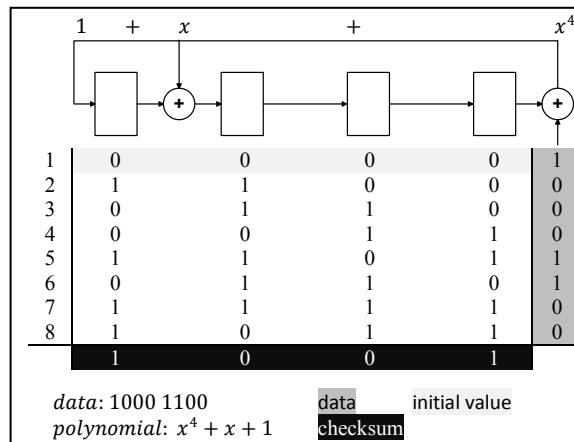 1 + x + x⁴
+ +
1 0 0 0 0 1
2 1 1 0 0 0
3 0 1 1 0 0
4 0 0 1 1 0
5 1 1 0 1 1
6 0 1 1 0 1
7 1 1 1 1 0
8 1 0 1 1 0
1 0 0 1
data: 1000 1100 data initial value
polynomial: x⁴ + x + 1 checksum